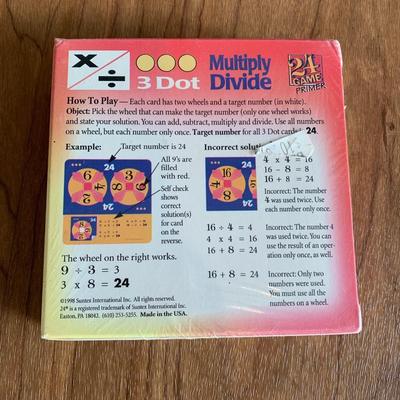 × ÷
3 Dot
Multiply
Divide
24
GAME
PRIMER
How To Play — Each card has two wheels and a target number (in white).
Object: Pick the wheel that can make the target number (only one wheel works)
and state your solution. You can add, subtract, multiply and divide. Use all numbers
on a wheel, but each number only once. Target number for all 3 Dot cards is 24.
Example:
Target number is 24
All 9's are
filled
with red.
Self check
shows
correct
solution(s)
for card
on the
reverse.
The wheel on the right works.
9 ÷ 3 = 3
3 x 8 = 24
©1998 Suntex International Inc. All rights reserved.
24® is a registered trademark of Suntex International Inc.
Easton, PA 18042. (610) 253-5255. Made in the USA.
Incorrect
4 x 4 = 16
16 − 8 = 8
16 + 8 = 24
Incorrect: The number
4 was used twice. Use
each number only once.
16 ÷ 4 = 4
4 x 4 = 16
16 + 8 = 24
Incorrect: The number 4
was used twice. You can
use the result of an oper-
ation only once, as well.
16 + 8 = 24
Incorrect: Only two
numbers were used.
You must use all the
numbers on a wheel.